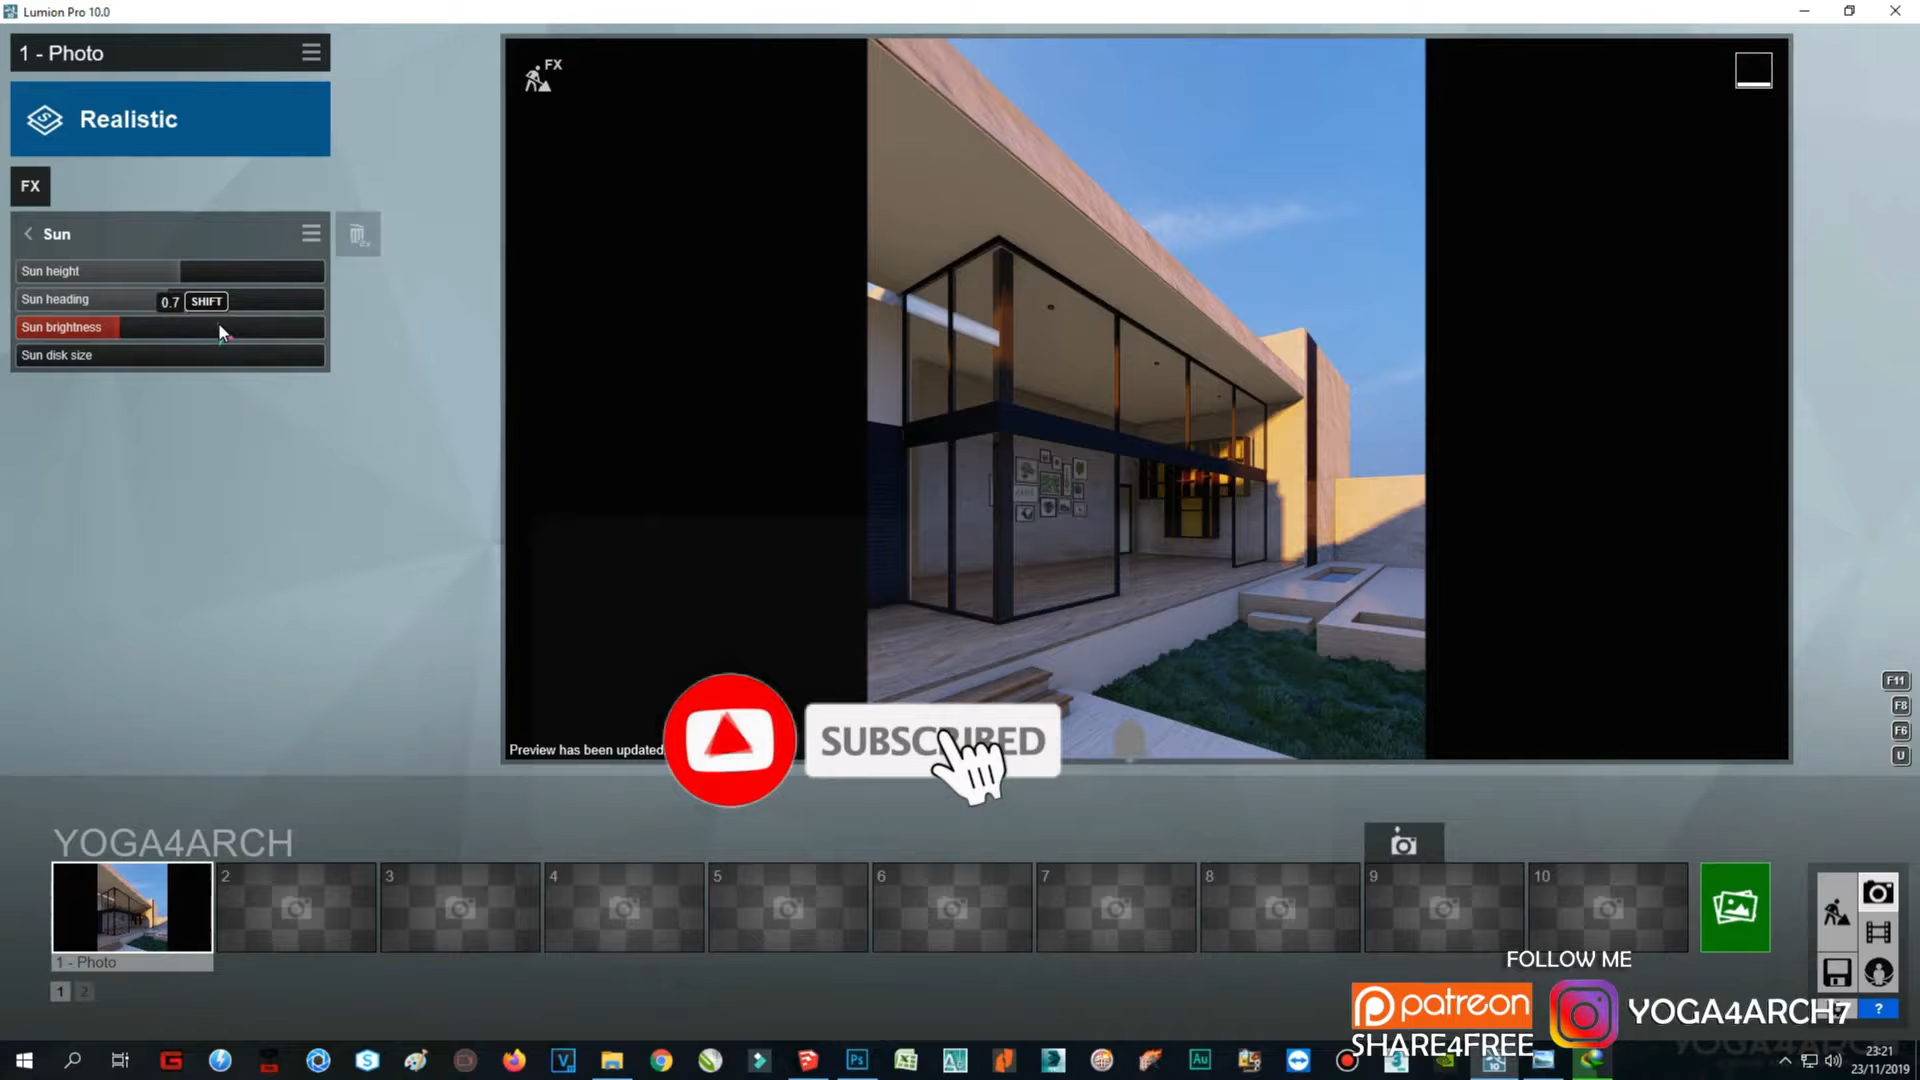 Lumion Pro 10.0
1 - Photo
FX
Realistic
FX
Sun
Sun height
Sun heading
0.7 SHIFT
Sun brightness
Sun disk size
F11
F8
F6
U
Preview has been updated
SUBSCRIBED
YOGA4ARCH
2
3
4
5
6
7
8
9
10
1 - Photo
1
2
FOLLOW ME
patreon
YOGA4ARCH7
?
SHARE4FREE
23:21
23/11/2019